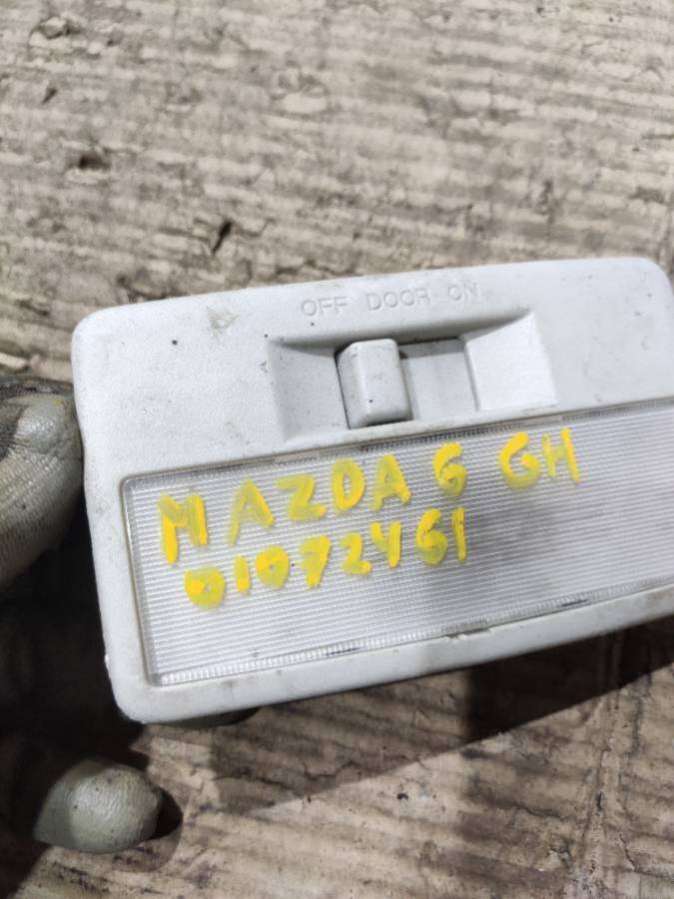 OFF DOOR ON
MAZDA 6 GH
01072461